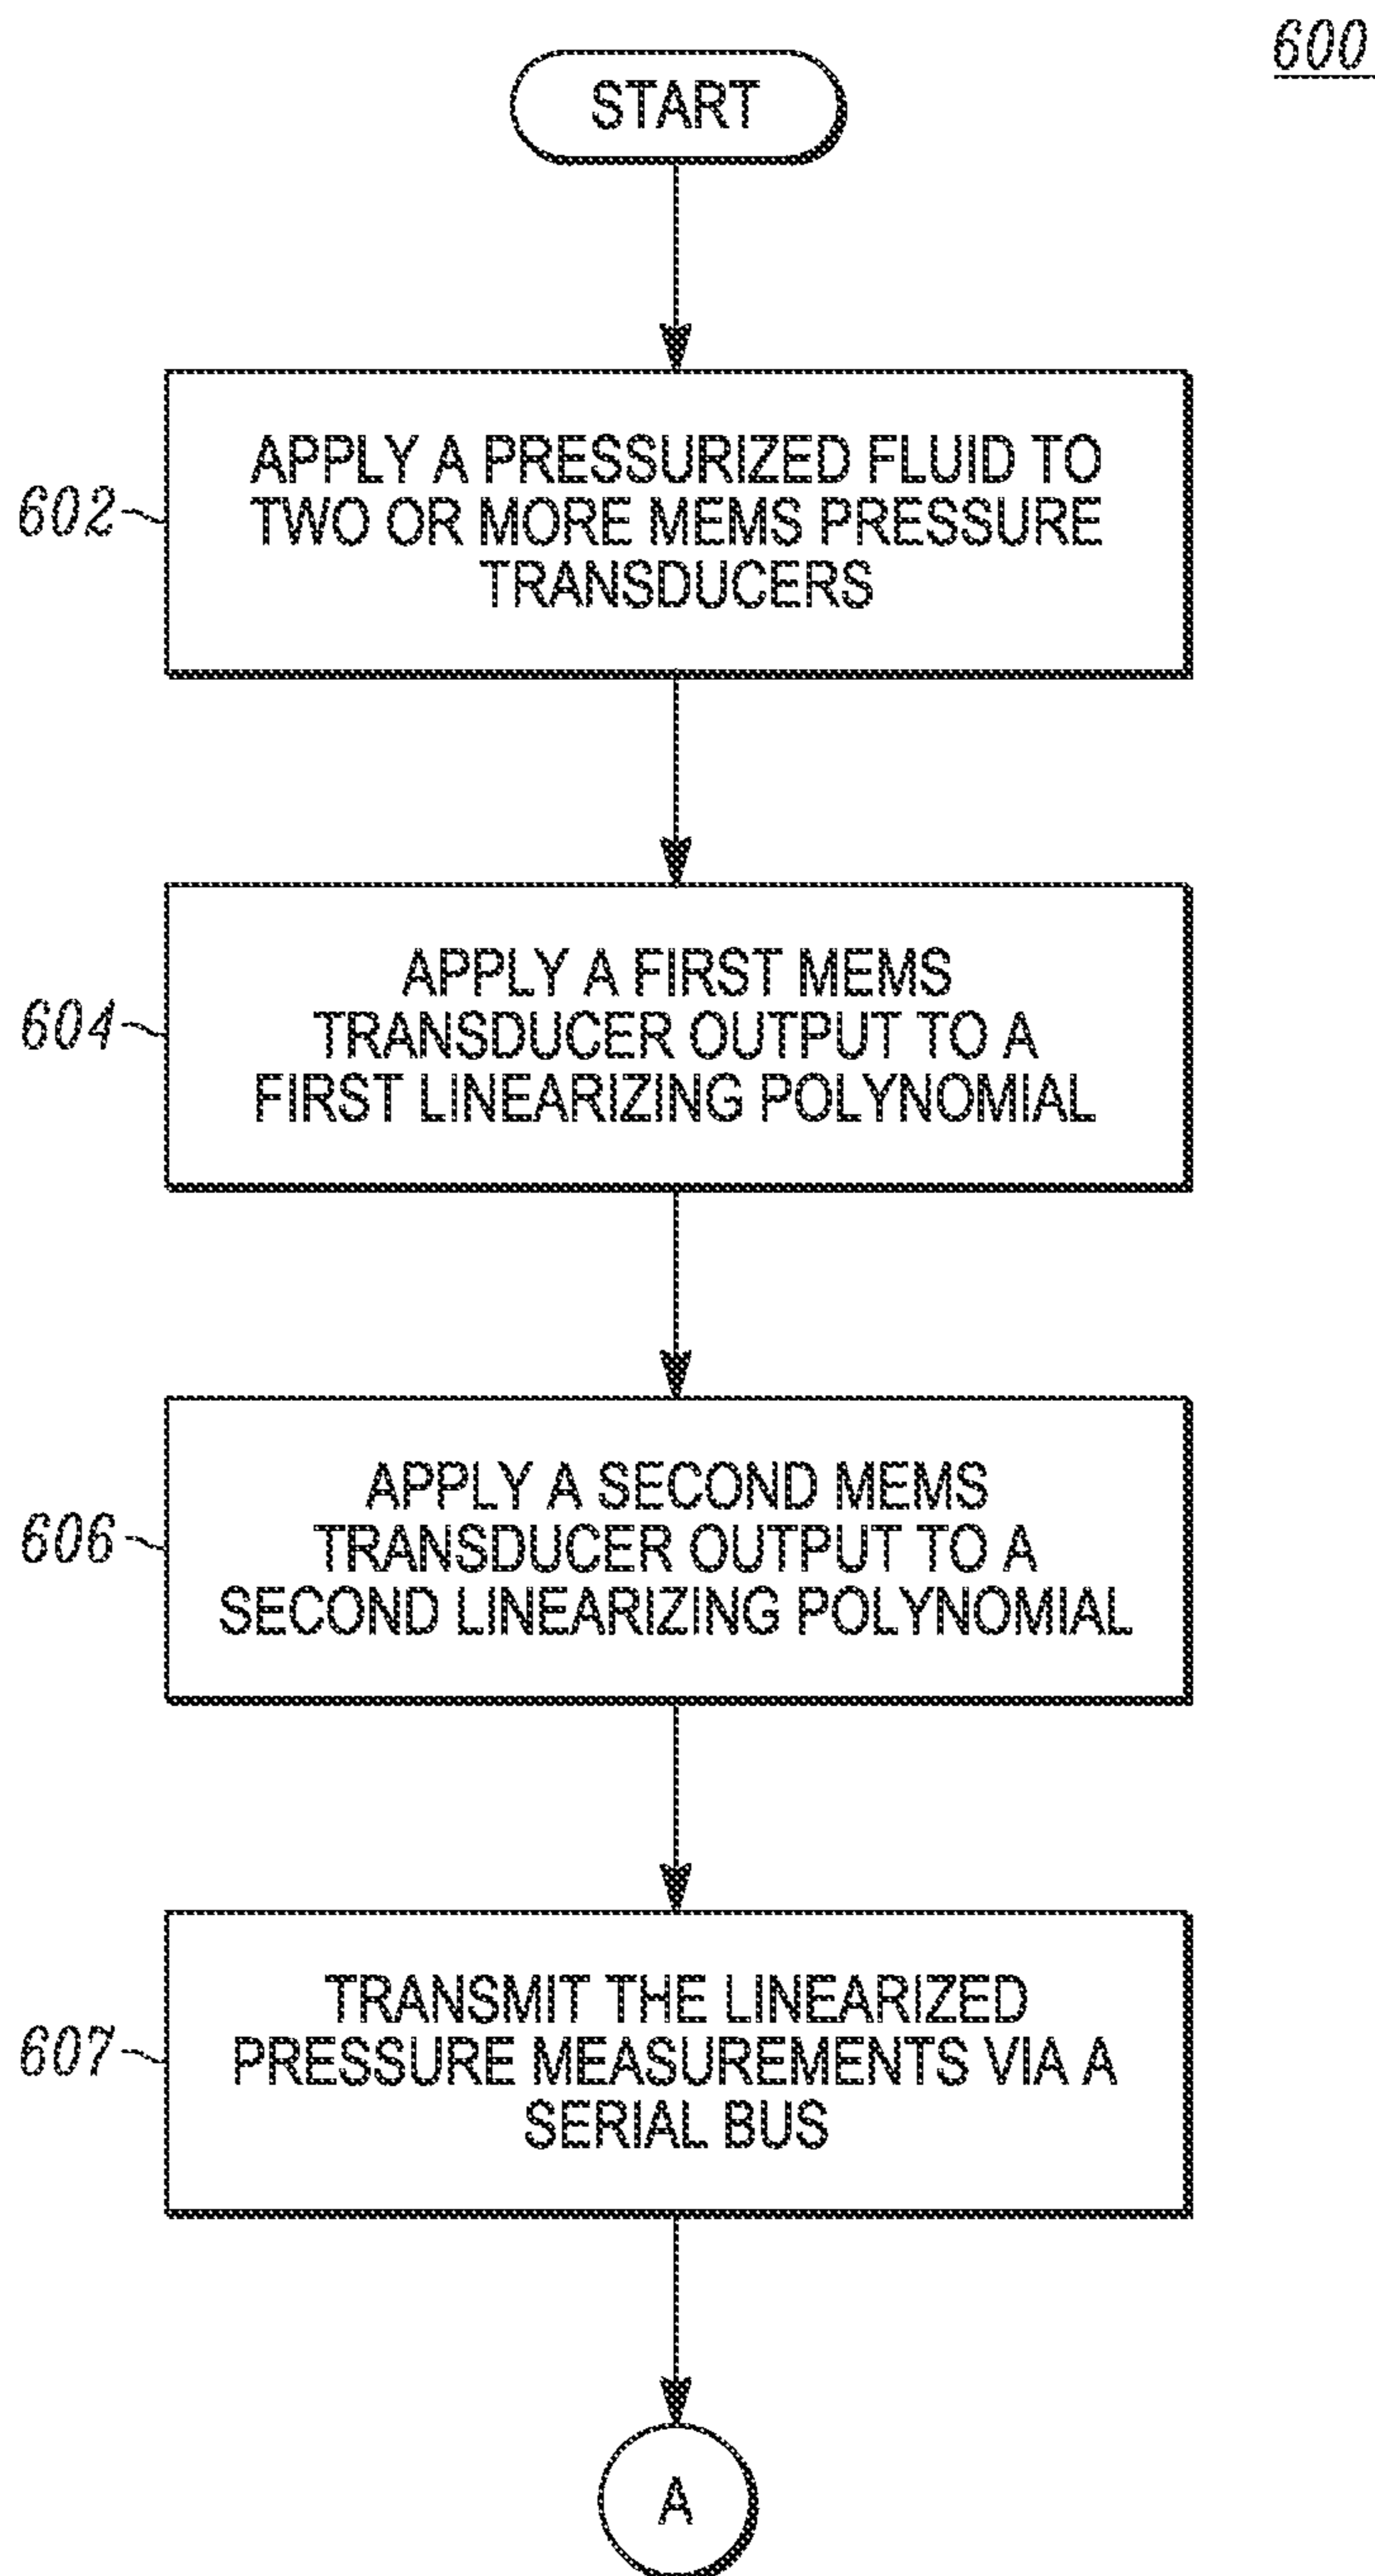 600
START
602
APPLY A PRESSURIZED FLUID TO
TWO OR MORE MEMS PRESSURE
TRANSDUCERS
604
APPLY A FIRST MEMS
TRANSDUCER OUTPUT TO A
FIRST LINEARIZING POLYNOMIAL
606
APPLY A SECOND MEMS
TRANSDUCER OUTPUT TO A
SECOND LINEARIZING POLYNOMIAL
607
TRANSMIT THE LINEARIZED
PRESSURE MEASUREMENTS VIA A
SERIAL BUS
A